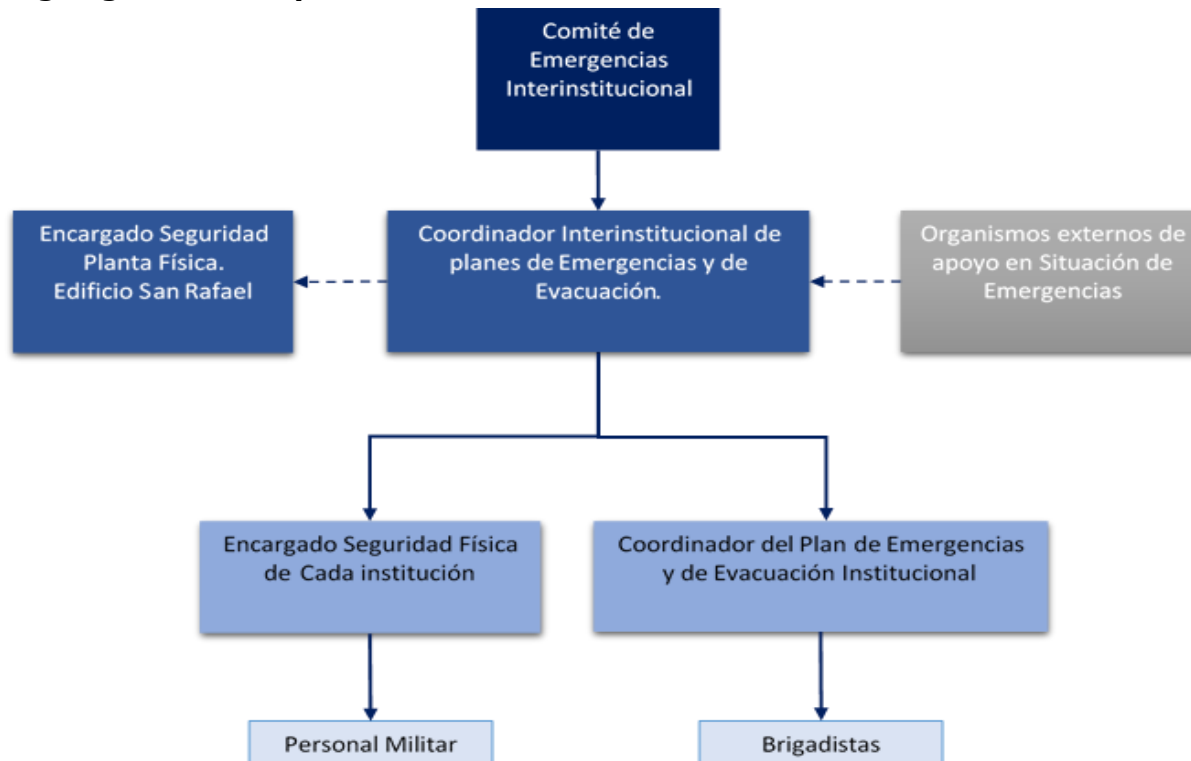 Comité de
Emergencias
Interinstitucional
Encargado Seguridad
Planta Física.
Edificio San Rafael
Coordinador Interinstitucional de
planes de Emergencias y de
Evacuación.
Organismos externos de
apoyo en Situación de
Emergencias
Encargado Seguridad Física
de Cada institución
Coordinador del Plan de Emergencias
y de Evacuación Institucional
Personal Militar
Brigadistas